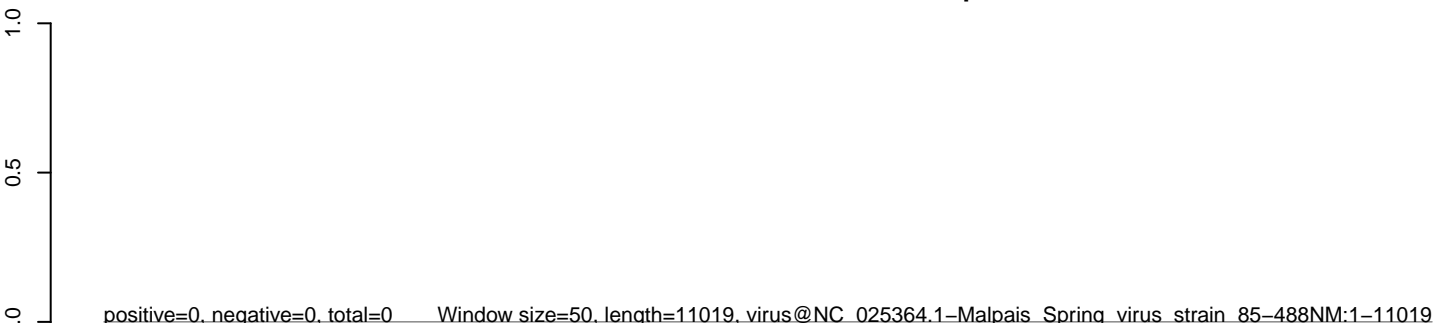 1.0
0.5
.0
positive=0, negative=0, total=0 Window size=50, length=11019, virus@NC_025364.1−Malpais_Spring_virus_strain_85−488NM:1−11019